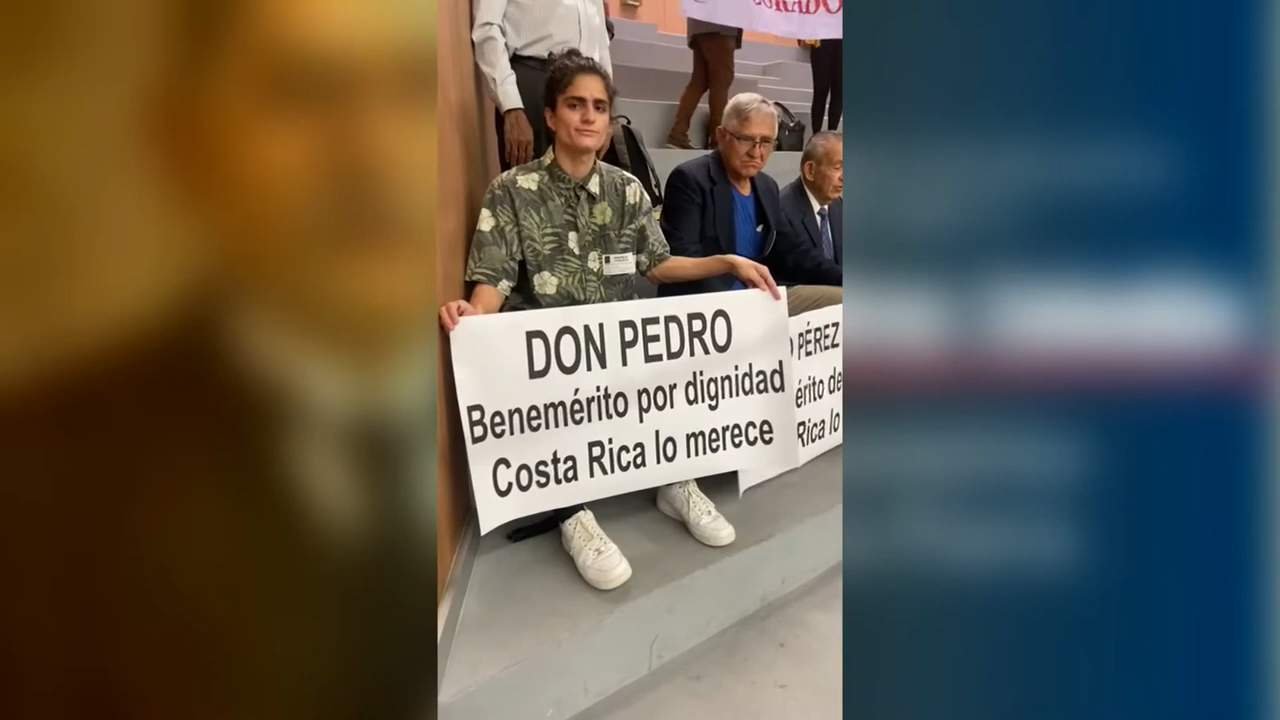 DON PEDRO
Benemérito por dignidad
Costa Rica lo merece
PÉREZ
érito de
Rica lo